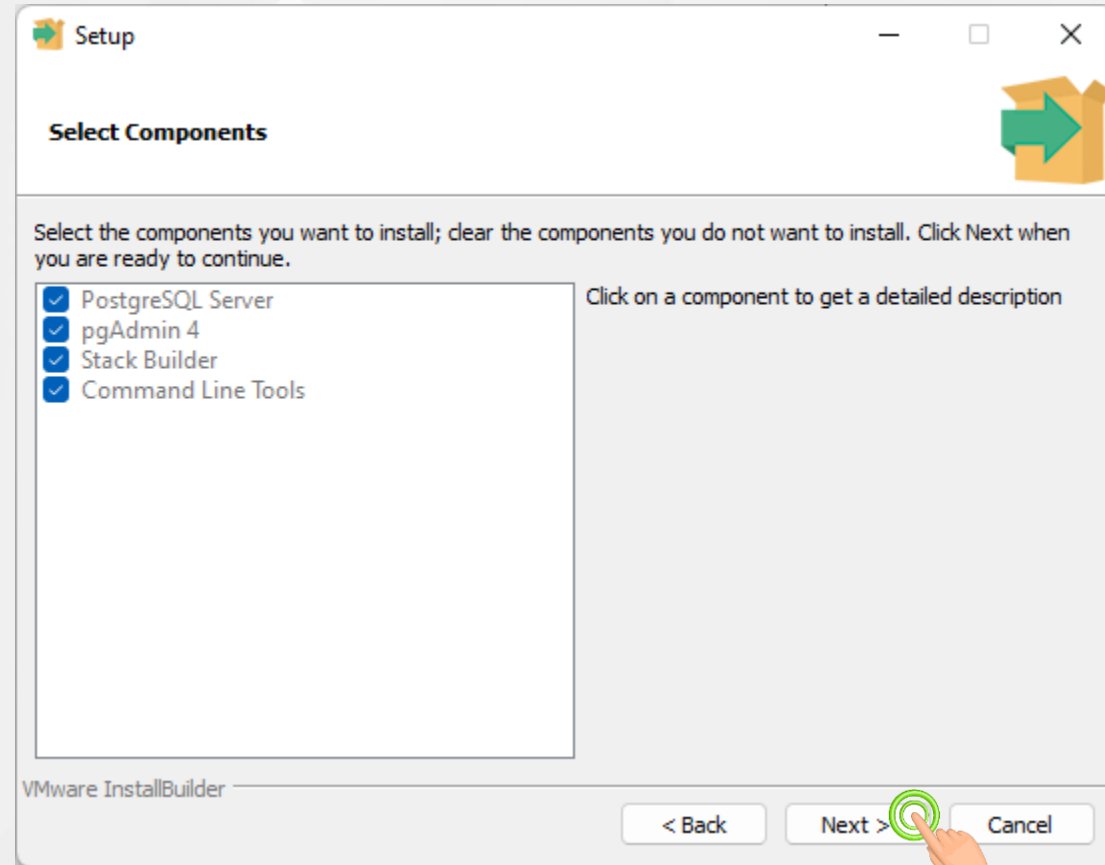 Setup
Select Components
Select the components you want to install; clear the components you do not want to install. Click Next when
you are ready to continue.
PostgreSQL Server
pgAdmin 4
Stack Builder
Command Line Tools
Click on a component to get a detailed description
VMware InstallBuilder
< Back
Next >
Cancel